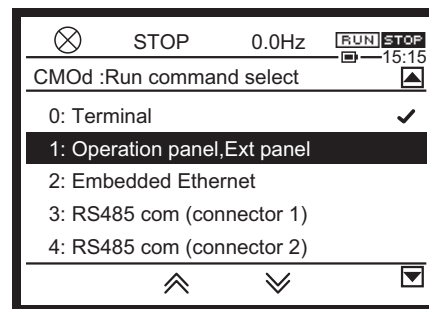 STOP 0.0Hz RUN STOP
15:15
CMOd :Run command select
0: Terminal
1: Operation panel,Ext panel
2: Embedded Ethernet
3: RS485 com (connector 1)
4: RS485 com (connector 2)